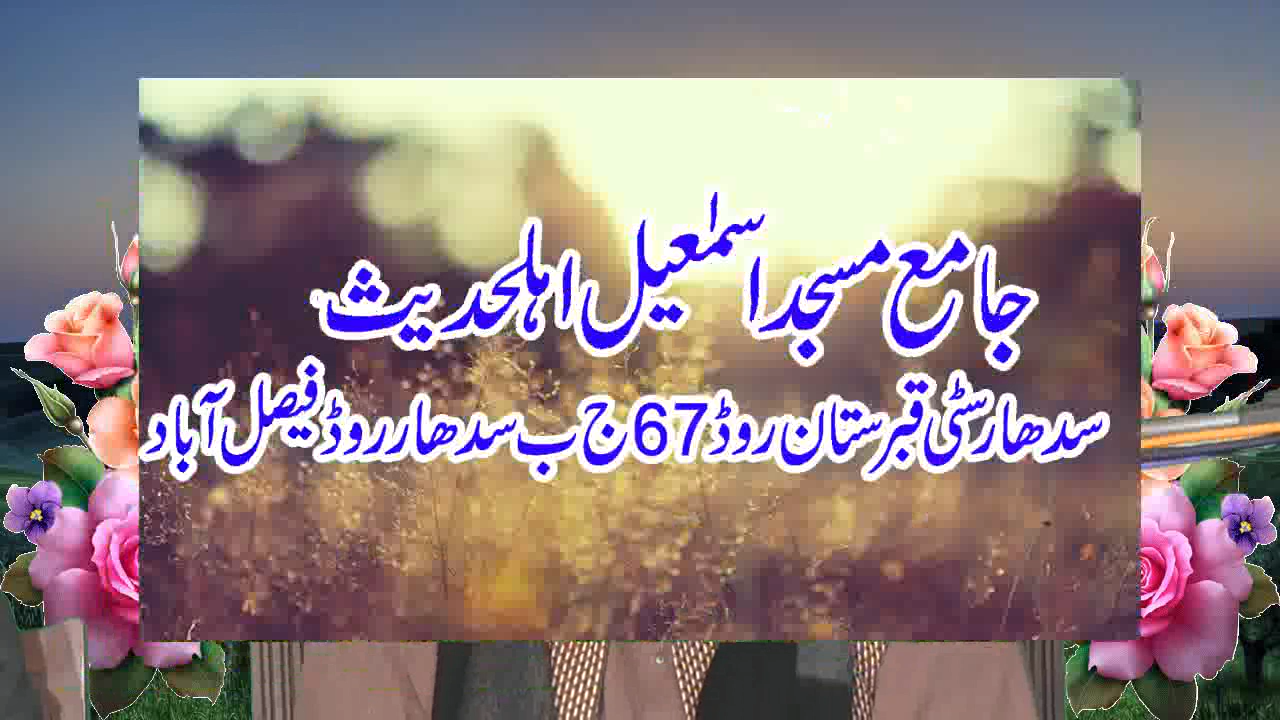 جامع مسجد اسمٰعیل اہلحدیث
سدھار سٹی قبرستان روڈ 67 ج ب سدھار روڈ فیصل آباد